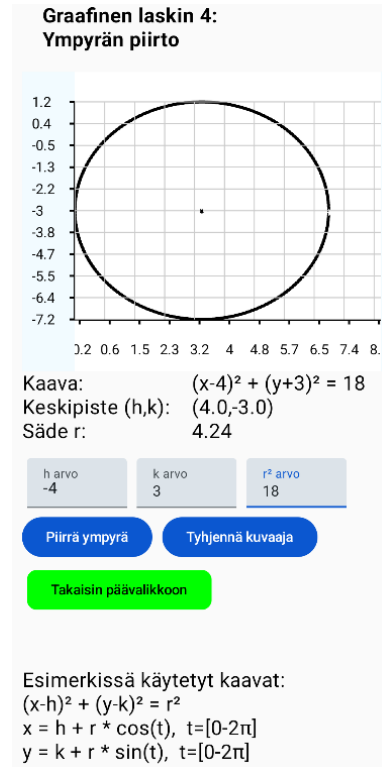 Graafinen laskin 4:
Ympyrän piirto
1.2
0.4
-0.5
-1.3
-2.2
-3
-3.8
-4.7
-5.5
-6.4
-7.2
0.2 0.6 1.5 2.3 3.2 4 4.8 5.7 6.5 7.4 8.
Kaava: (x-4)² + (y+3)² = 18
Keskipiste (h,k): (4.0,-3.0)
Säde r: 4.24
h arvo k arvo r² arvo
-4 3 18
Piirrä ympyrä Tyhjennä kuvaaja
Takaisin päävalikkoon
Esimerkissä käytetyt kaavat:
(x-h)² + (y-k)² = r²
x = h + r * cos(t), t=[0-2π]
y = k + r * sin(t), t=[0-2π]